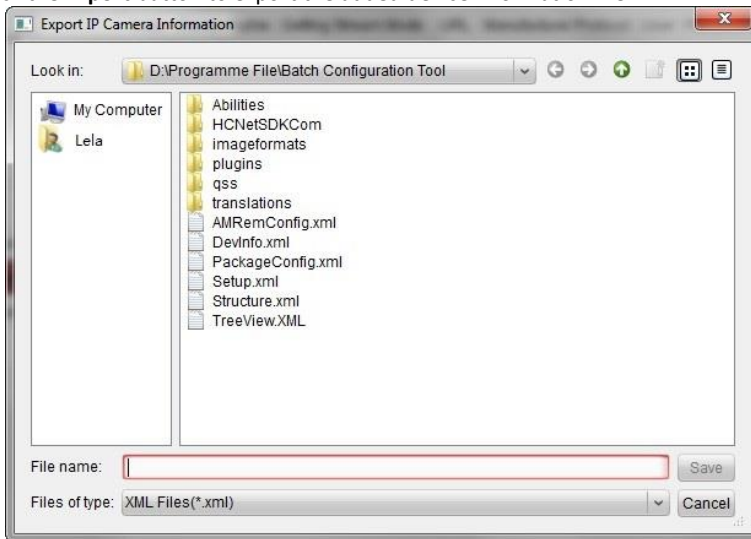 Export IP Camera Information
Look in: D:\Programme File\Batch Configuration Tool
My Computer
Lela
Abilities
HCNetSDKCom
imageformats
plugins
qss
translations
AMRemConfig.xml
DevInfo.xml
PackageConfig.xml
Setup.xml
Structure.xml
TreeView.XML
File name: Save
Files of type: XML Files(*.xml) Cancel